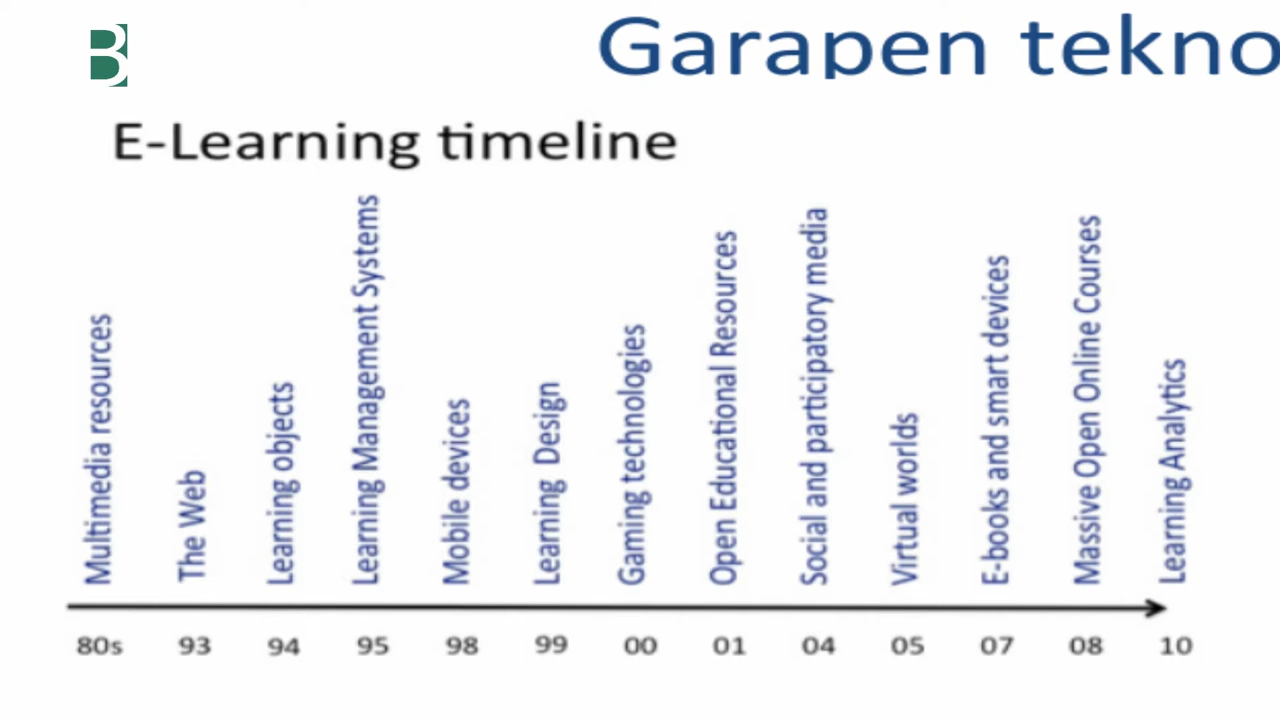 B
Garapen tekno
E-Learning timeline
Multimedia resources
The Web
Learning objects
Learning Management Systems
Mobile devices
Learning Design
Gaming technologies
Open Educational Resources
Social and participatory media
Virtual worlds
E-books and smart devices
Massive Open Online Courses
Learning Analytics
80s 93 94 95 98 99 00 01 04 05 07 08 10